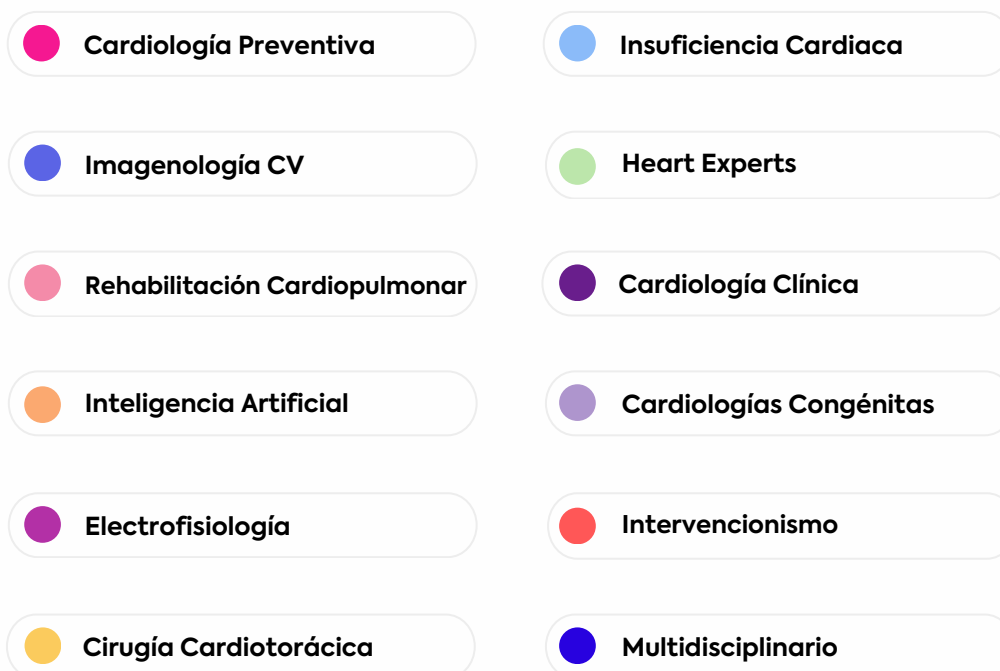 Cardiología Preventiva
Insuficiencia Cardiaca
Imagenología CV
Heart Experts
Rehabilitación Cardiopulmonar
Cardiología Clínica
Inteligencia Artificial
Cardiologías Congénitas
Electrofisiología
Intervencionismo
Cirugía Cardiotorácica
Multidisciplinario